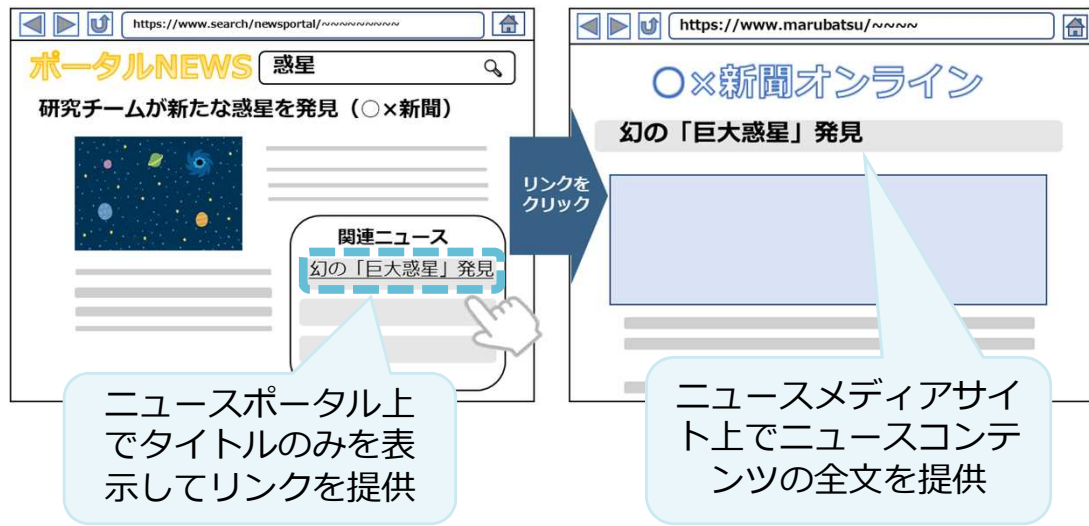 https://www.search/newsportal/~~~~~~~~~~
ポータルNEWS
惑星
研究チームが新たな惑星を発見（○×新聞）
関連ニュース
幻の「巨大惑星」発見
ニュースポータル上
でタイトルのみを表
示してリンクを提供
リンクを
クリック
https://www.marubatsu/~~~~
○×新聞オンライン
幻の「巨大惑星」発見
ニュースメディアサイ
ト上でニュースコンテ
ンツの全文を提供